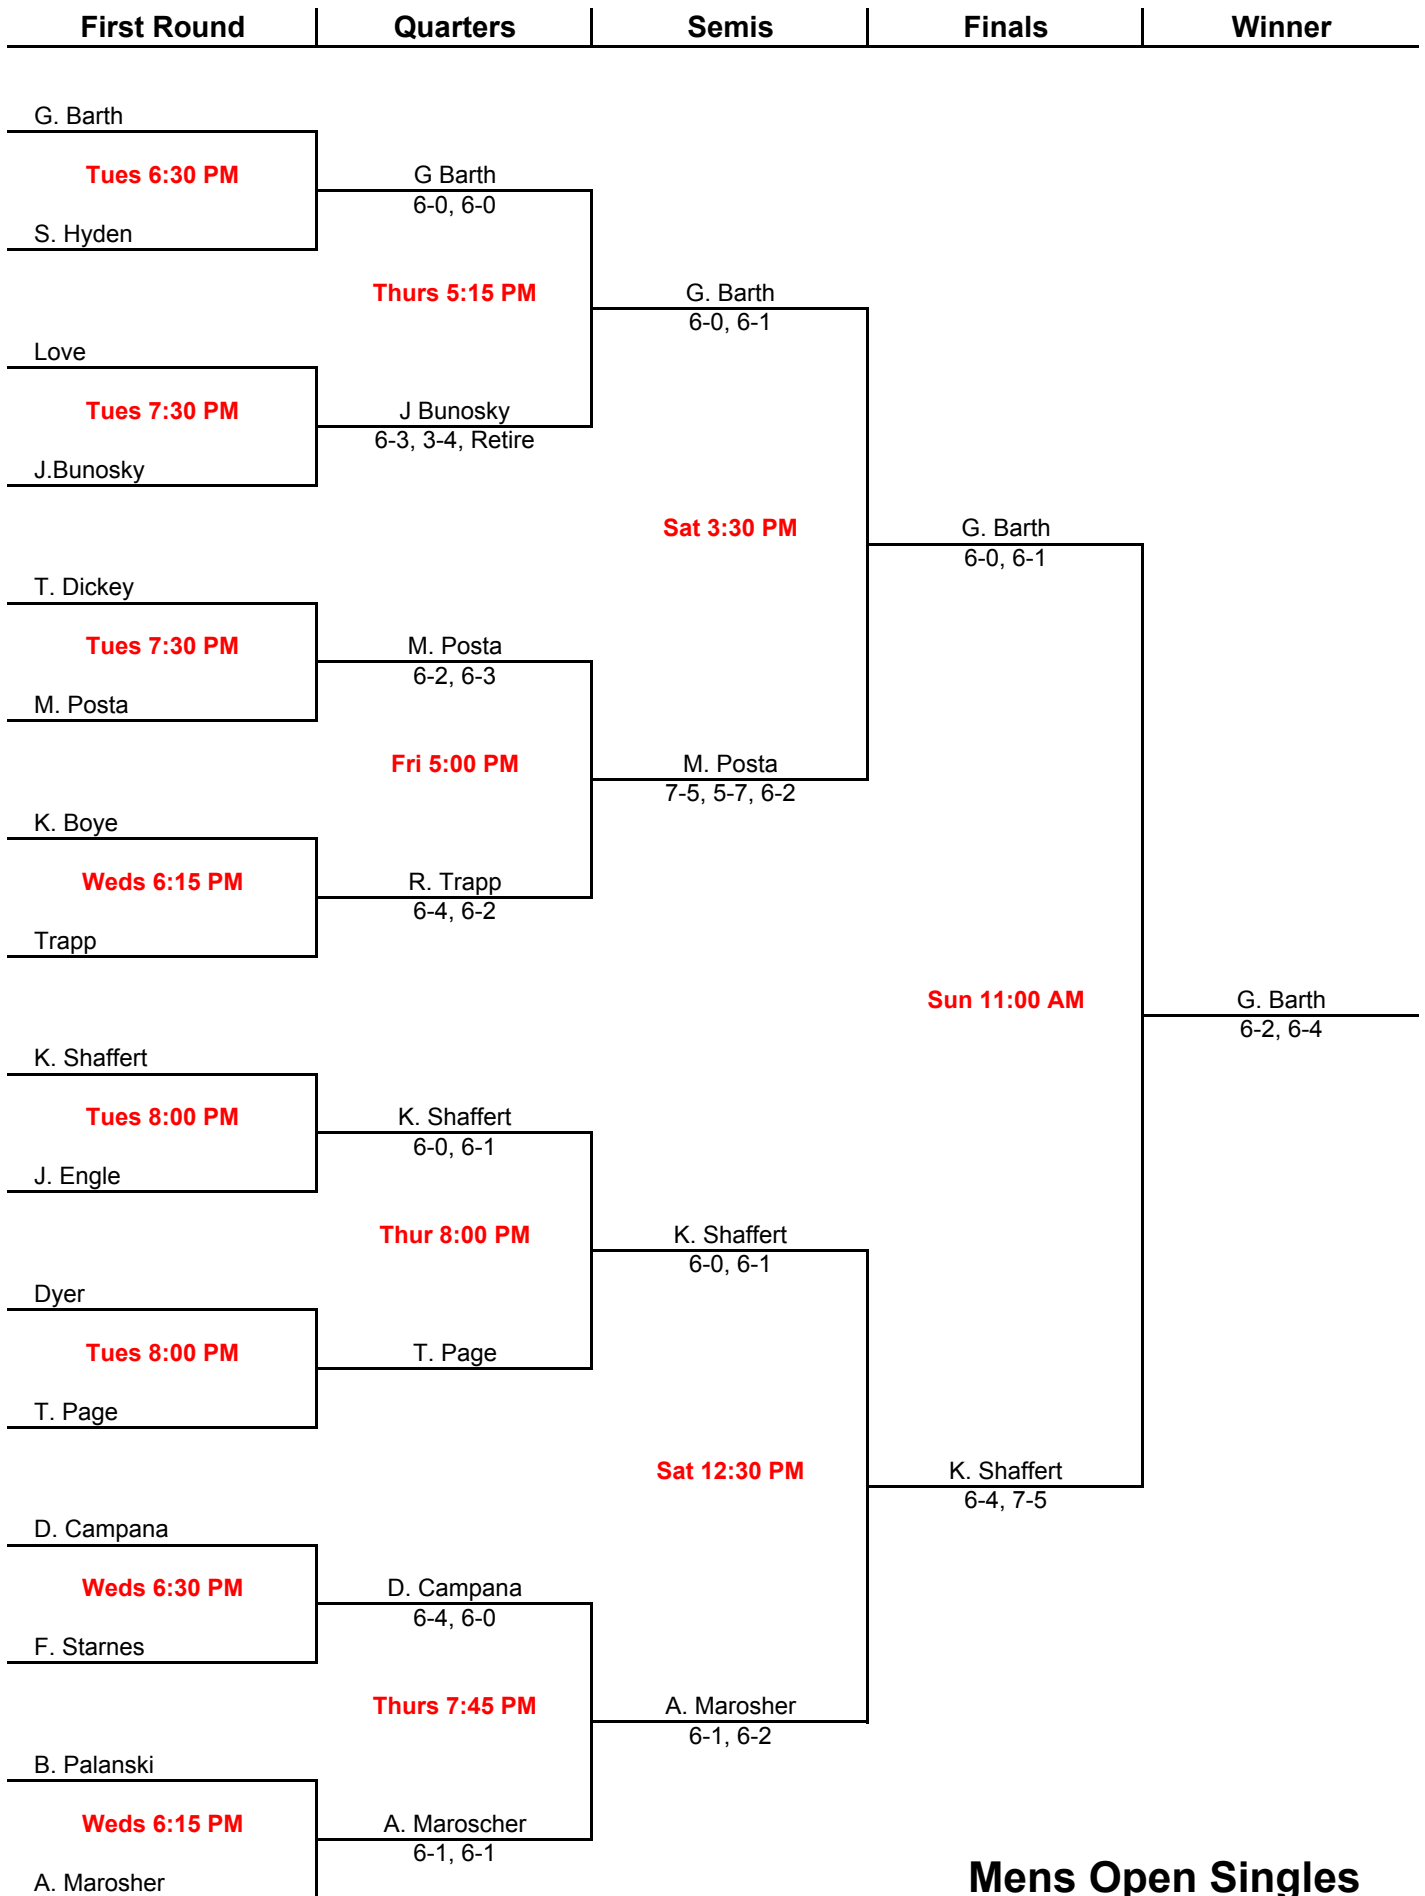 First Round Quarters Semis Finals Winner
G. Barth
Tues 6:30 PM G Barth
6-0, 6-0
S. Hyden
Thurs 5:15 PM G. Barth
6-0, 6-1
Love
Tues 7:30 PM J Bunosky
6-3, 3-4, Retire
J.Bunosky
Sat 3:30 PM G. Barth
6-0, 6-1
T. Dickey
Tues 7:30 PM M. Posta
6-2, 6-3
M. Posta
Fri 5:00 PM M. Posta
7-5, 5-7, 6-2
K. Boye
Weds 6:15 PM R. Trapp
6-4, 6-2
Trapp
Sun 11:00 AM G. Barth
6-2, 6-4
K. Shaffert
Tues 8:00 PM K. Shaffert
6-0, 6-1
J. Engle
Thur 8:00 PM K. Shaffert
6-0, 6-1
Dyer
Tues 8:00 PM T. Page
T. Page
Sat 12:30 PM K. Shaffert
6-4, 7-5
D. Campana
Weds 6:30 PM D. Campana
6-4, 6-0
F. Starnes
Thurs 7:45 PM A. Marosher
6-1, 6-2
B. Palanski
Weds 6:15 PM A. Maroscher
6-1, 6-1
A. Marosher
Mens Open Singles